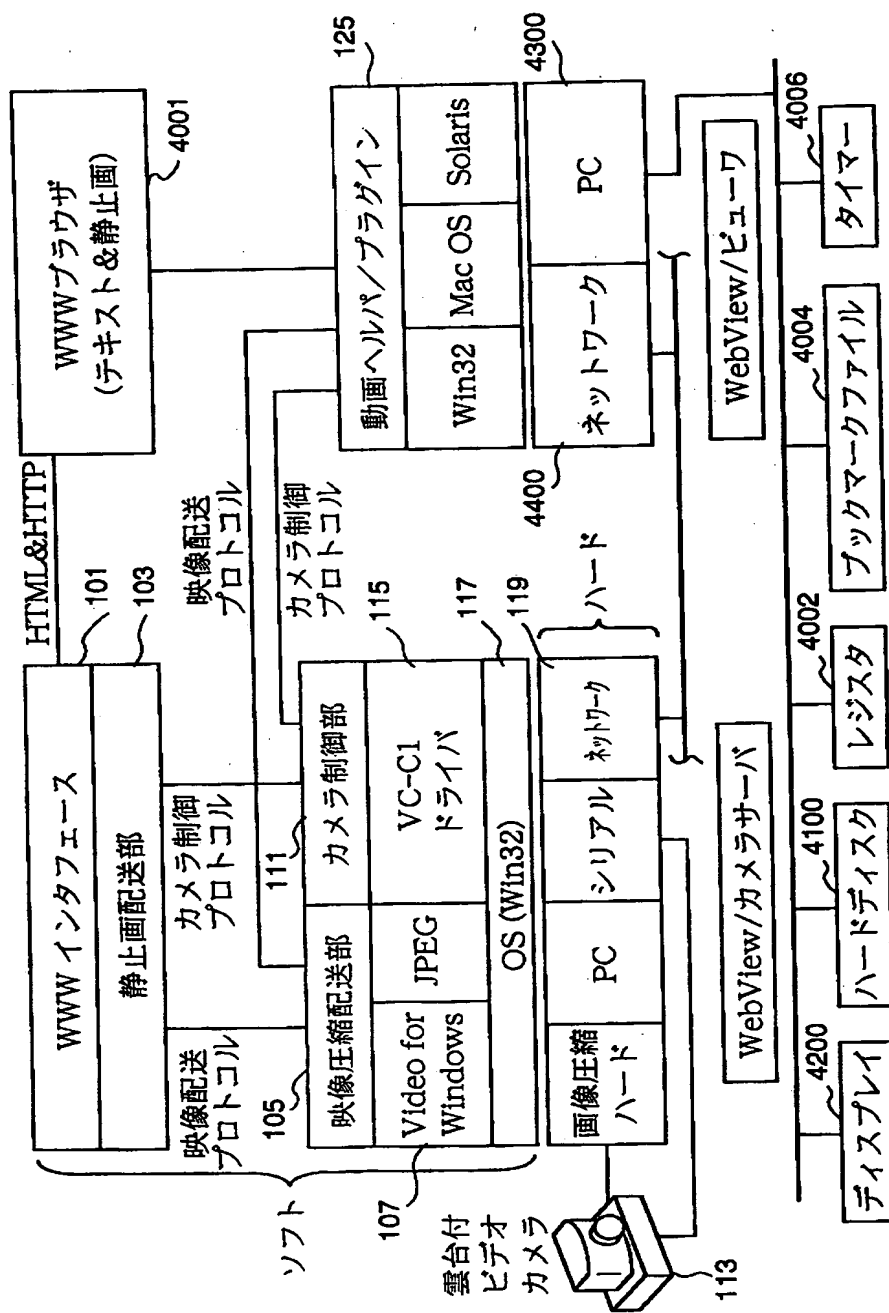 HTML&HTTP
WWWインタフェース
101
静止画配送部
103
WWWブラウザ
(テキスト&静止画)
4001
映像配送
プロトコル
カメラ制御
プロトコル
映像配送
プロトコル
カメラ制御
プロトコル
ソフト
105
映像圧縮配送部
111
カメラ制御部
Video for
Windows
107
JPEG
VC-C1
ドライバ
115
OS (Win32)
117
動画ヘルパ/プラグイン
125
Win32
Mac OS
Solaris
画像圧縮
ハード
PC
シリアル
ネットワーク
119
ハード
4400
ネットワーク
PC
4300
雲台付
ビデオ
カメラ
113
WebView/カメラサーバ
WebView/ビューワ
4200
ディスプレイ
4100
ハードディスク
4002
レジスタ
4004
ブックマークファイル
4006
タイマー